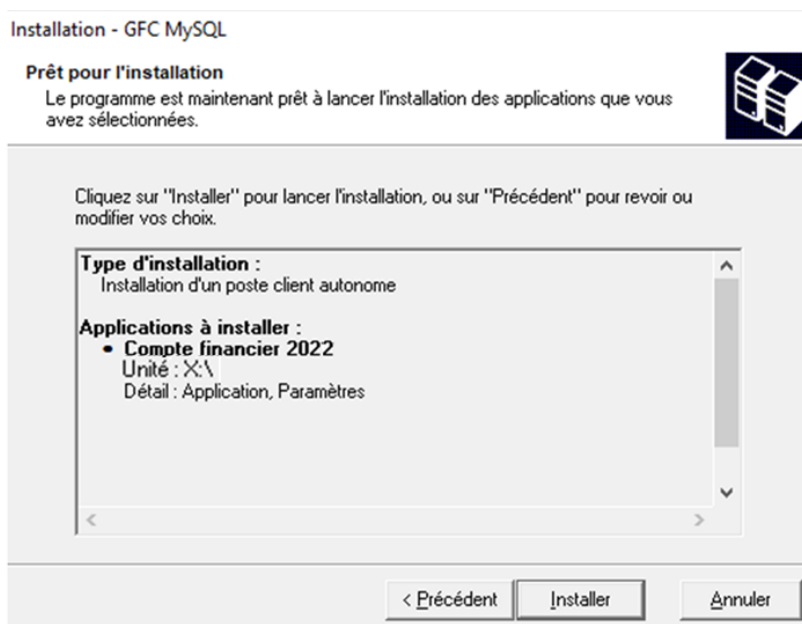 Installation - GFC MySQL
Prêt pour l'installation
Le programme est maintenant prêt à lancer l'installation des applications que vous
avez sélectionnées.
Cliquez sur "Installer" pour lancer l'installation, ou sur "Précédent" pour revoir ou
modifier vos choix.
Type d'installation :
Installation d'un poste client autonome
Applications à installer :
• Compte financier 2022
Unité : X:\
Détail : Application, Paramètres
< Précédent
Installer
Annuler